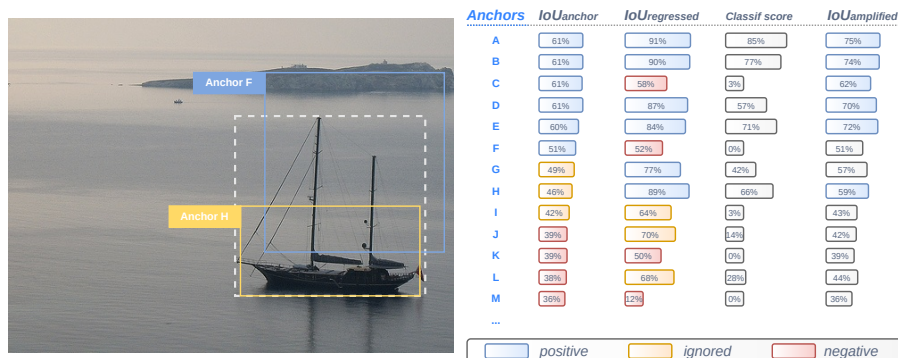 Anchors IoUanchor IoUregressed Classif score IoUamplified
A 61% 91% 85% 75%
B 61% 90% 77% 74%
C 61% 58% 3% 62%
D 61% 87% 57% 70%
E 60% 84% 71% 72%
F 51% 52% 0% 51%
G 49% 77% 42% 57%
H 46% 89% 66% 59%
I 42% 64% 3% 43%
J 39% 70% 14% 42%
K 39% 50% 0% 39%
L 38% 68% 28% 44%
M 36% 12% 0% 36%
...
positive ignored negative
Anchor F
Anchor H